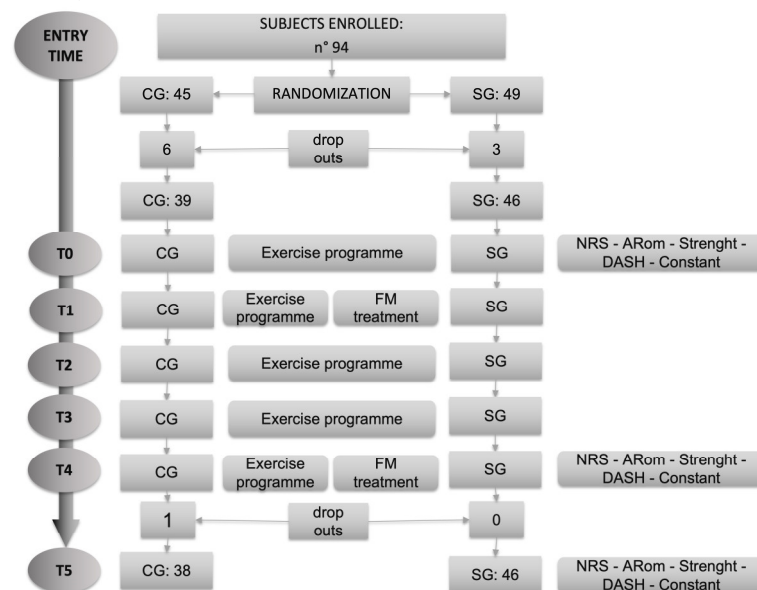 ENTRY
TIME
SUBJECTS ENROLLED:
n° 94
CG: 45
RANDOMIZATION
SG: 49
6
drop
outs
3
CG: 39
SG: 46
T0
CG
Exercise programme
SG
NRS - ARom - Strenght -
DASH - Constant
T1
CG
Exercise
programme
FM
treatment
SG
T2
CG
Exercise programme
SG
T3
CG
Exercise programme
SG
T4
CG
Exercise
programme
FM
treatment
SG
NRS - ARom - Strenght -
DASH - Constant
1
drop
outs
0
T5
CG: 38
SG: 46
NRS - ARom - Strenght -
DASH - Constant